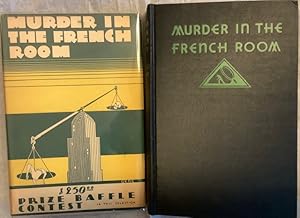 MURDER IN
THE FRENCH
ROOM
$250.00
PRIZE BAFFLE
CONTEST
MURDER IN THE
FRENCH ROOM